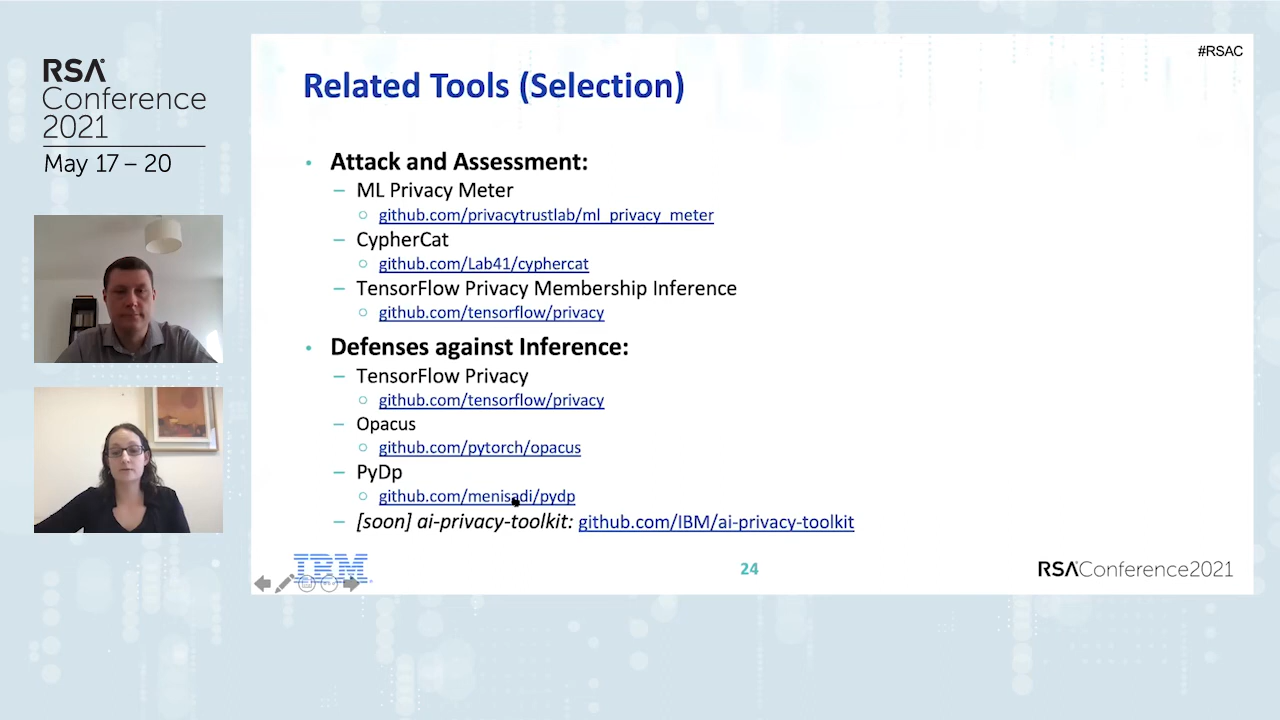 RSA
Conference
2021
May 17 – 20
#RSAC
Related Tools (Selection)
• Attack and Assessment:
– ML Privacy Meter
○ github.com/privacytrustlab/ml_privacy_meter
– CypherCat
○ github.com/Lab41/cyphercat
– TensorFlow Privacy Membership Inference
○ github.com/tensorflow/privacy
• Defenses against Inference:
– TensorFlow Privacy
○ github.com/tensorflow/privacy
– Opacus
○ github.com/pytorch/opacus
– PyDp
○ github.com/menisadi/pydp
– [soon] ai-privacy-toolkit: github.com/IBM/ai-privacy-toolkit
IBM
24
RSAConference2021